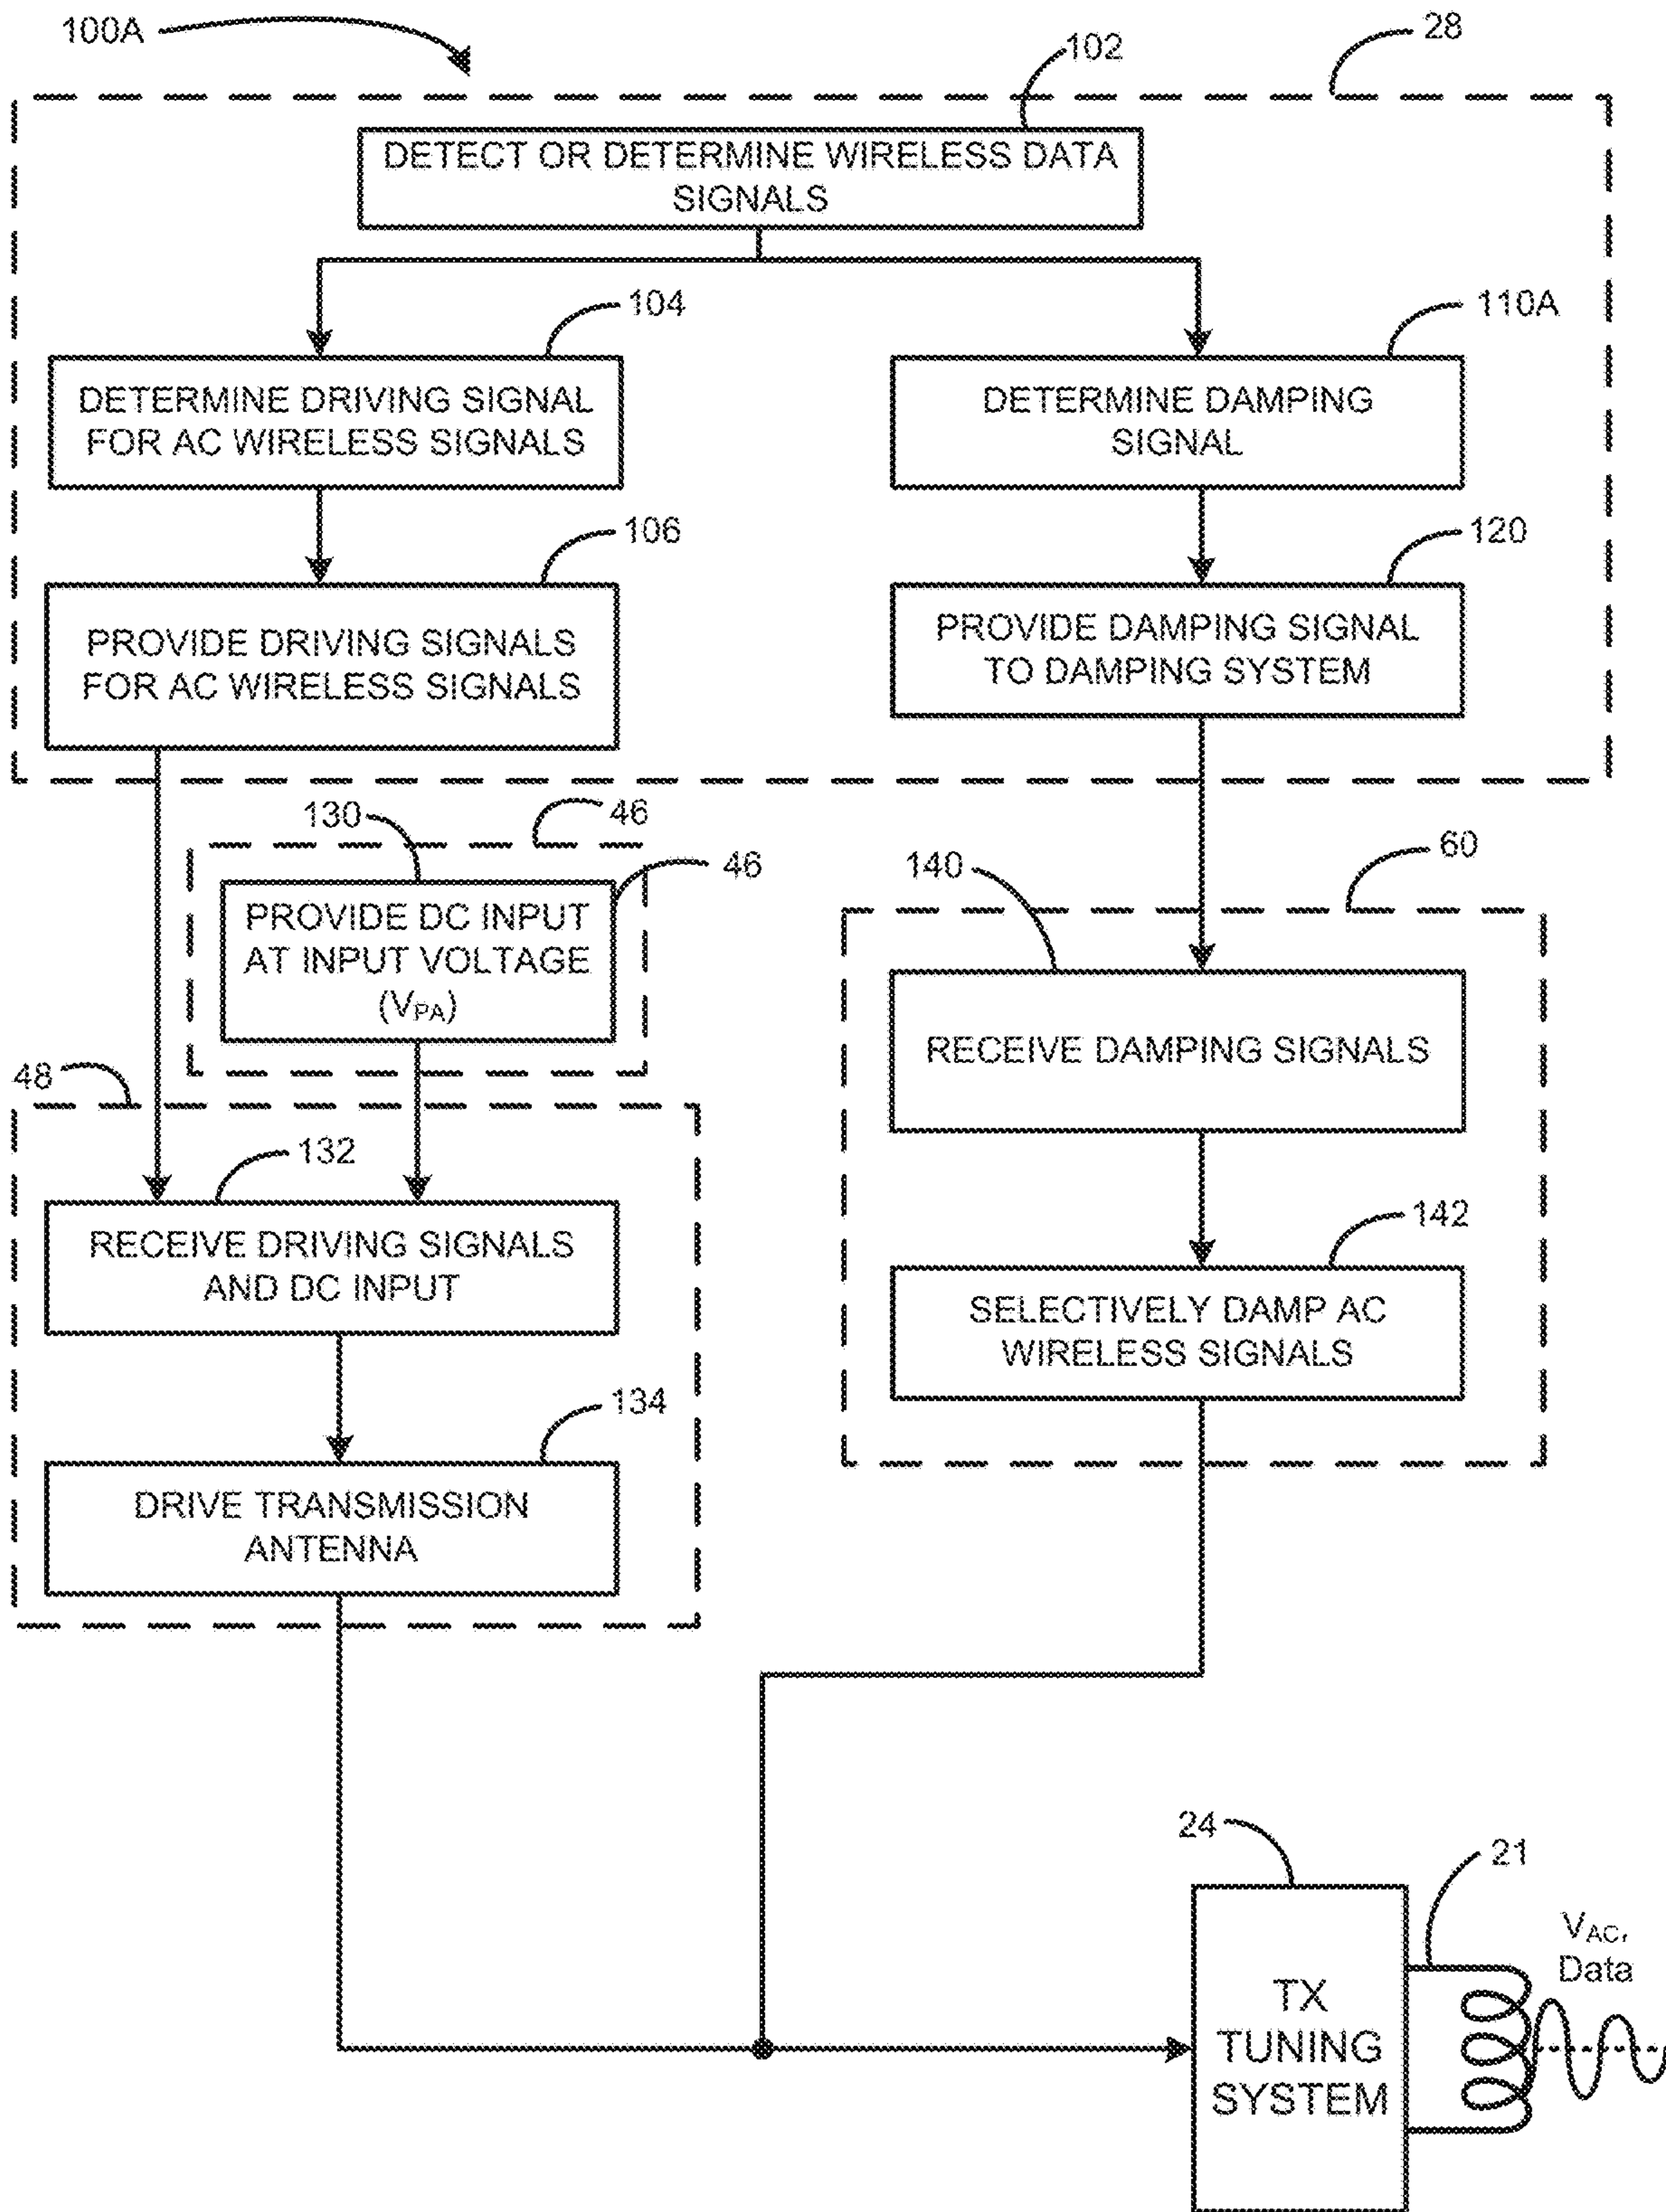 100A
102
28
DETECT OR DETERMINE WIRELESS DATA
SIGNALS
104
110A
DETERMINE DRIVING SIGNAL
FOR AC WIRELESS SIGNALS
DETERMINE DAMPING
SIGNAL
106
120
PROVIDE DRIVING SIGNALS
FOR AC WIRELESS SIGNALS
PROVIDE DAMPING SIGNAL
TO DAMPING SYSTEM
130
46
46
60
140
PROVIDE DC INPUT
AT INPUT VOLTAGE
(VPA)
RECEIVE DAMPING SIGNALS
48
132
142
RECEIVE DRIVING SIGNALS
AND DC INPUT
SELECTIVELY DAMP AC
WIRELESS SIGNALS
134
DRIVE TRANSMISSION
ANTENNA
24
21
VAC,
Data
TX
TUNING
SYSTEM